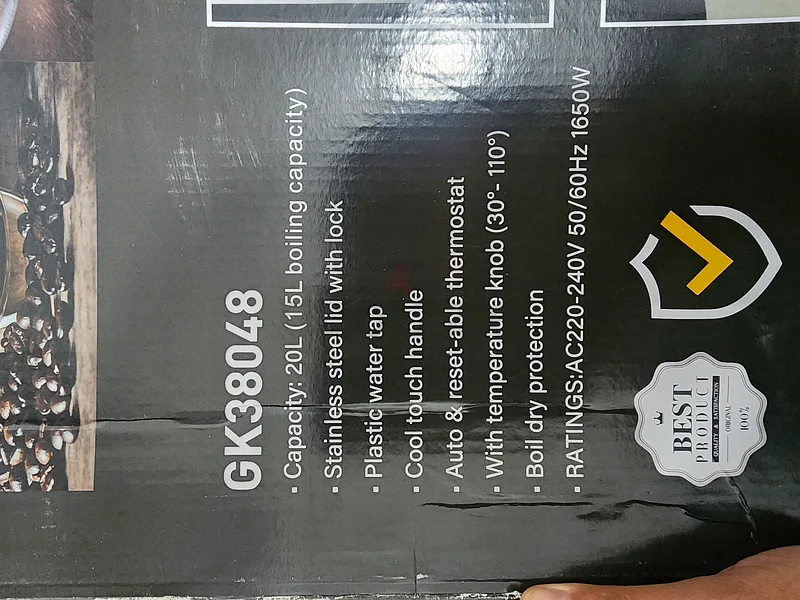 GK38048
▪ Capacity: 20L (15L boiling capacity)
▪ Stainless steel lid with lock
▪ Plastic water tap
▪ Cool touch handle
▪ Auto & reset-able thermostat
▪ With temperature knob (30°- 110°)
▪ Boil dry protection
▪ RATINGS:AC220-240V 50/60Hz 1650W
BEST
PRODUCT
QUALITY & SATISFACTION
ORIGINAL
100%